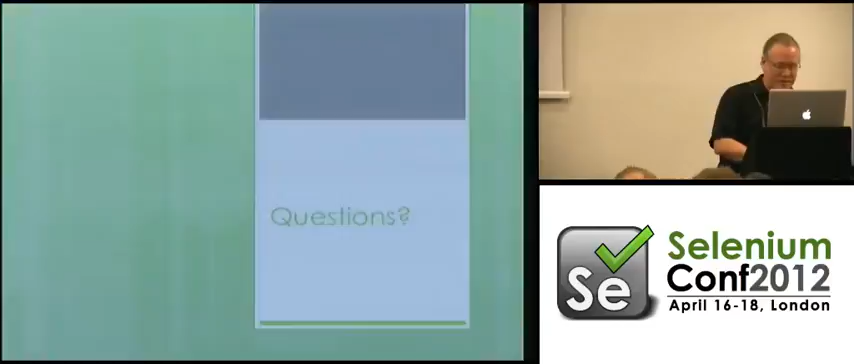 Questions?
Se
Selenium
Conf2012
April 16-18, London